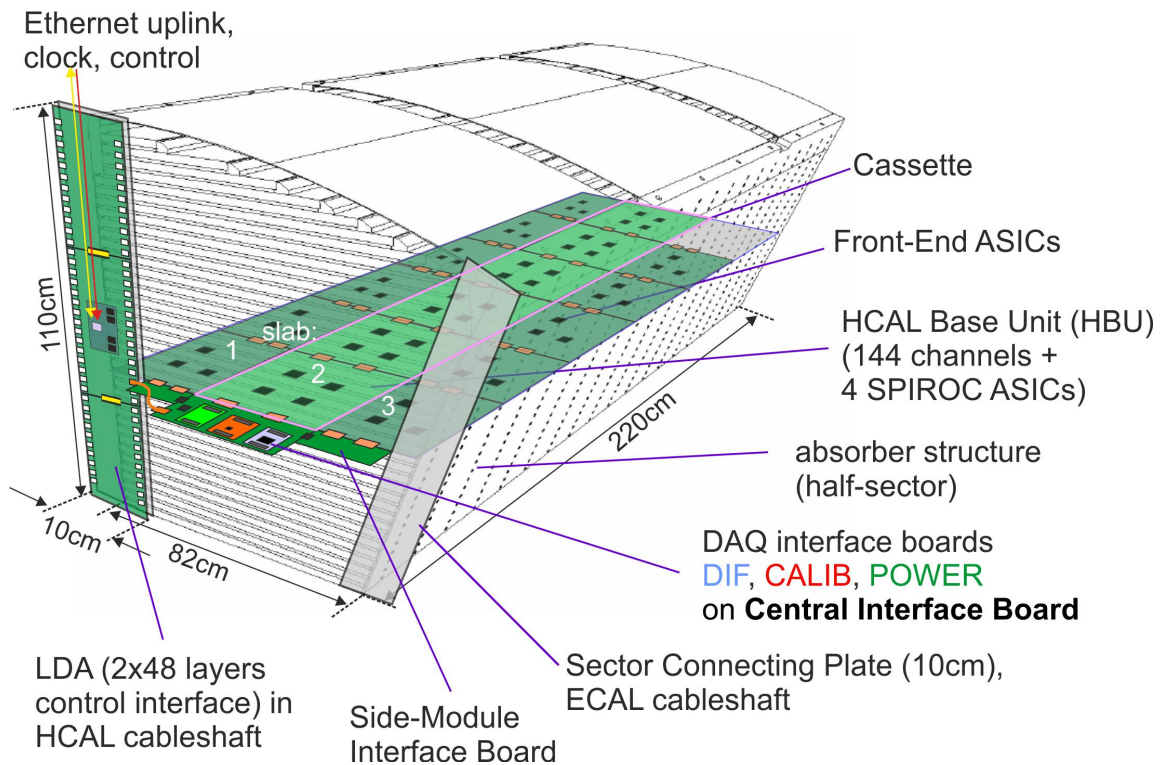 Ethernet uplink,
clock, control
Cassette
Front-End ASICs
HCAL Base Unit (HBU)
(144 channels +
4 SPIROC ASICs)
110cm
slab:
1
2
3
220cm
absorber structure
(half-sector)
10cm
82cm
DAQ interface boards
DIF, CALIB, POWER
on Central Interface Board
LDA (2x48 layers
control interface) in
HCAL cableshaft
Side-Module
Interface Board
Sector Connecting Plate (10cm),
ECAL cableshaft